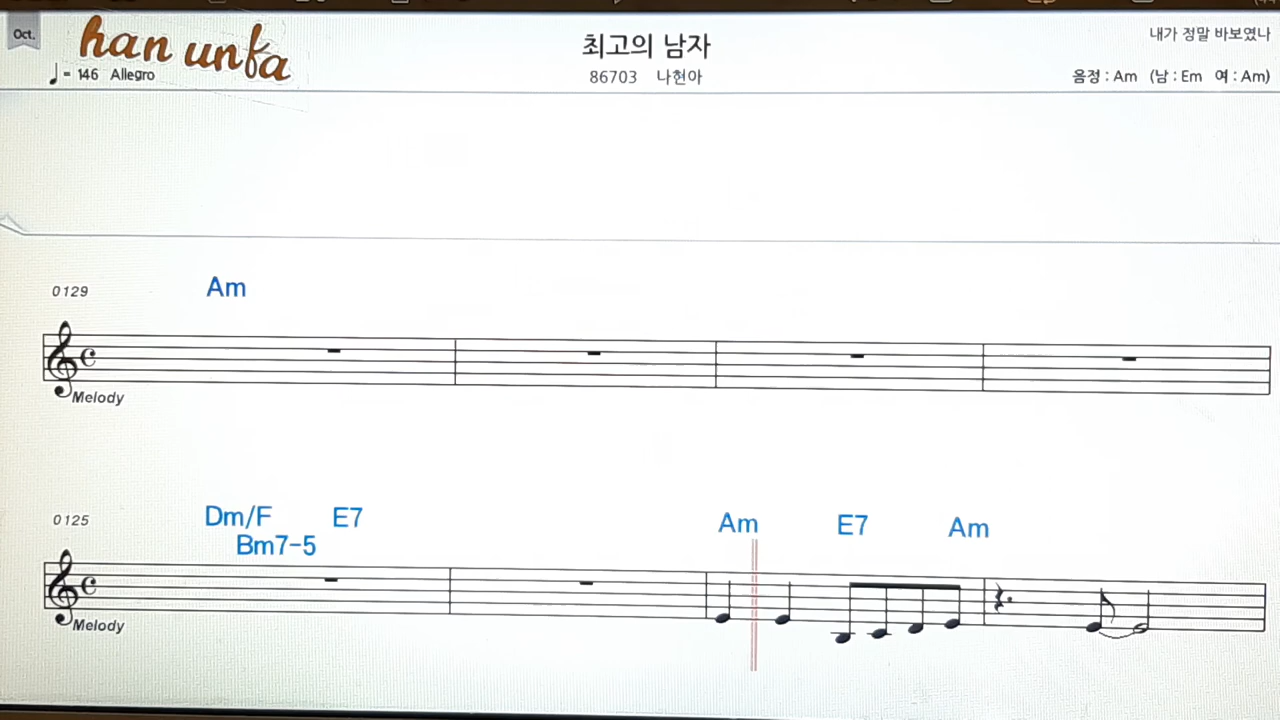 Oct.
han unfa
♩= 146 Allegro
최고의 남자
86703 나현아
내가 정말 바보였나
음정 : Am (남 : Em 여 : Am)
0129
Am
Melody
0125
Dm/F E7
Bm7-5
Am E7 Am
Melody